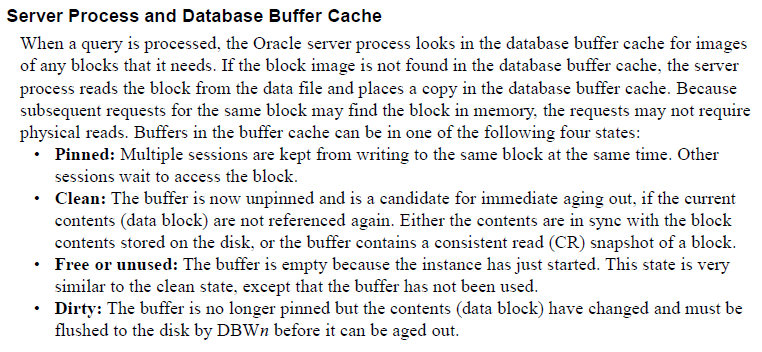 Server Process and Database Buffer Cache
When a query is processed, the Oracle server process looks in the database buffer cache for images
of any blocks that it needs. If the block image is not found in the database buffer cache, the server
process reads the block from the data file and places a copy in the database buffer cache. Because
subsequent requests for the same block may find the block in memory, the requests may not require
physical reads. Buffers in the buffer cache can be in one of the following four states:
• Pinned: Multiple sessions are kept from writing to the same block at the same time. Other
sessions wait to access the block.
• Clean: The buffer is now unpinned and is a candidate for immediate aging out, if the current
contents (data block) are not referenced again. Either the contents are in sync with the block
contents stored on the disk, or the buffer contains a consistent read (CR) snapshot of a block.
• Free or unused: The buffer is empty because the instance has just started. This state is very
similar to the clean state, except that the buffer has not been used.
• Dirty: The buffer is no longer pinned but the contents (data block) have changed and must be
flushed to the disk by DBWn before it can be aged out.